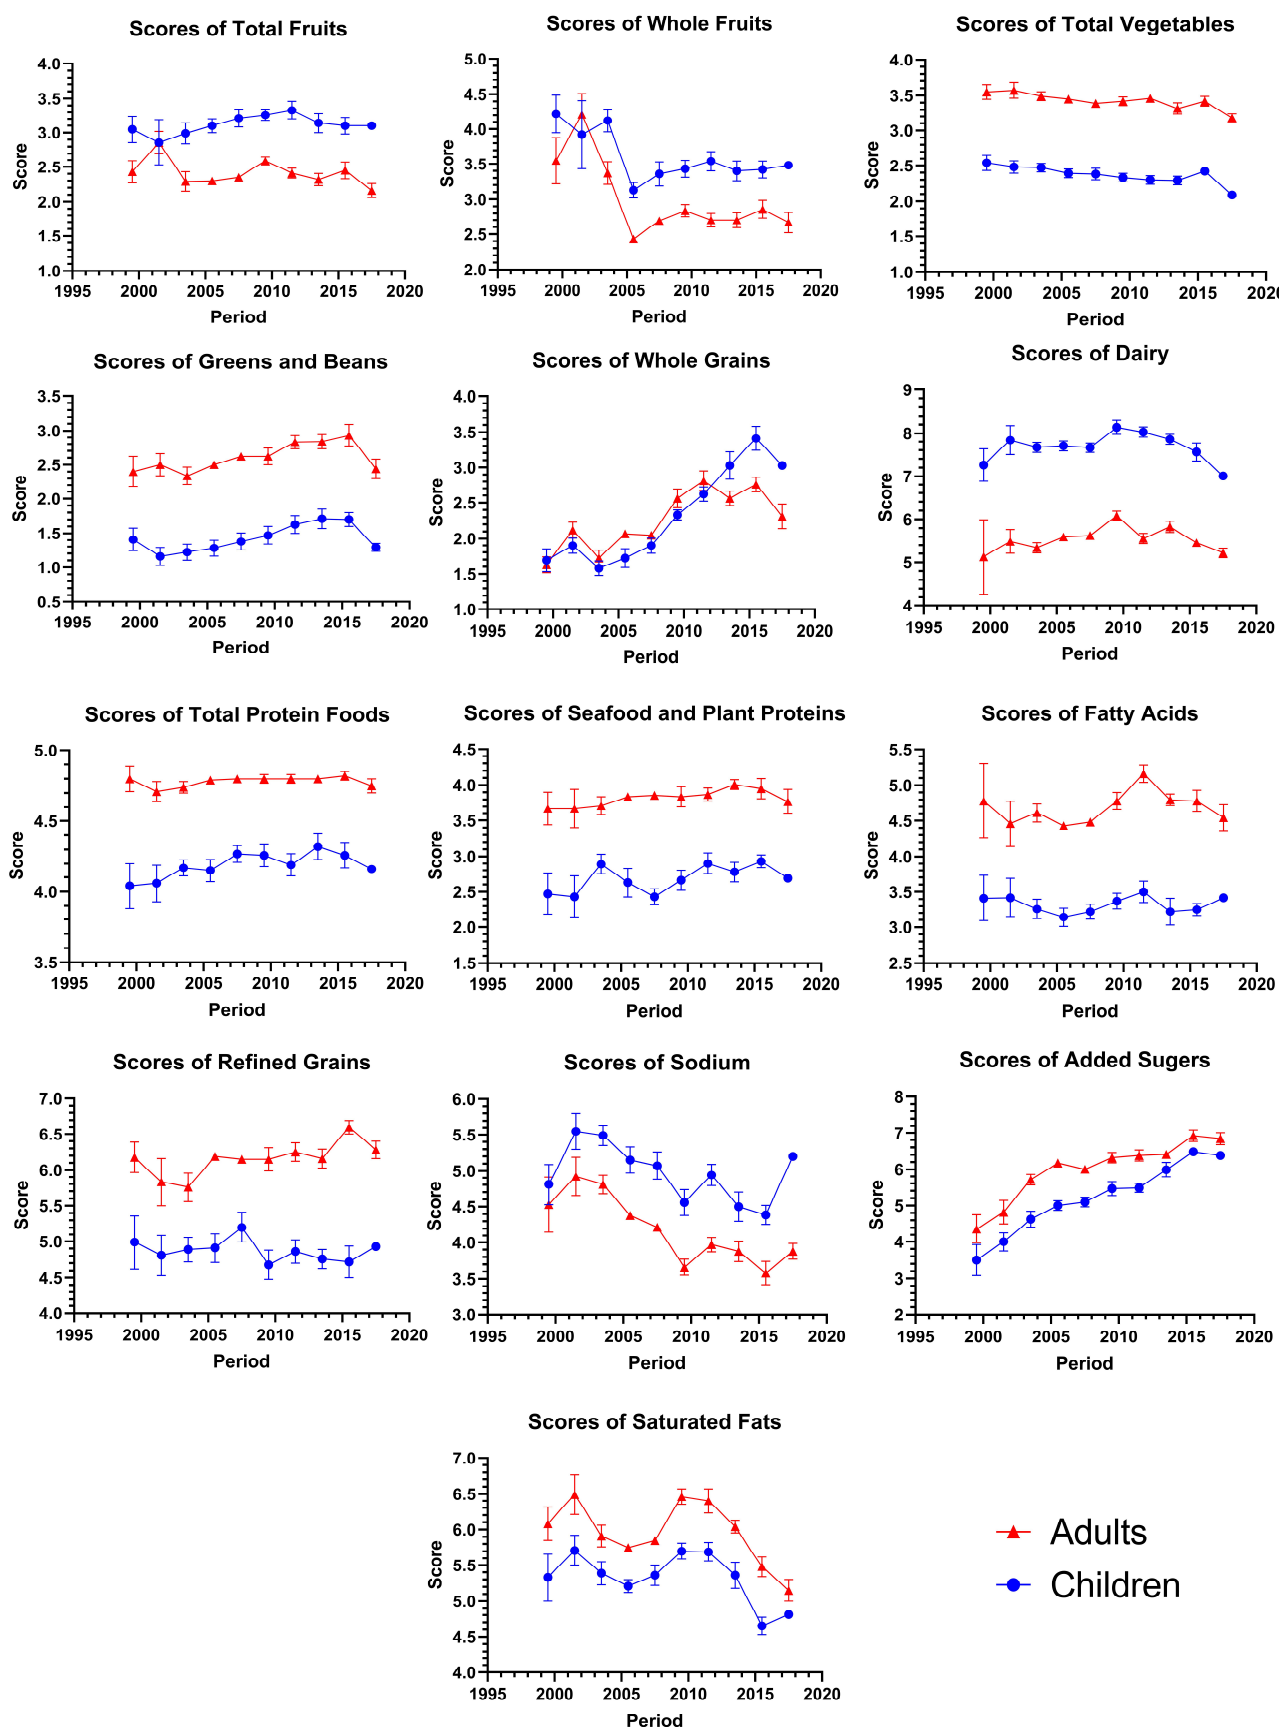 Scores of Total Fruits
4.0
3.5
3.0
2.5
2.0
1.5
1.0
Score
1995 2000 2005 2010 2015 2020
Period
Scores of Whole Fruits
5.0
4.5
4.0
3.5
3.0
2.5
2.0
Score
1995 2000 2005 2010 2015 2020
Period
Scores of Total Vegetables
4.0
3.5
3.0
2.5
2.0
1.5
1.0
Score
1995 2000 2005 2010 2015 2020
Period
Scores of Greens and Beans
3.5
3.0
2.5
2.0
1.5
1.0
0.5
Score
1995 2000 2005 2010 2015 2020
Period
Scores of Whole Grains
4.0
3.5
3.0
2.5
2.0
1.5
1.0
Score
1995 2000 2005 2010 2015 2020
Period
Scores of Dairy
9
8
7
6
5
4
Score
1995 2000 2005 2010 2015 2020
Period
Scores of Total Protein Foods
5.0
4.5
4.0
3.5
Score
1995 2000 2005 2010 2015 2020
Period
Scores of Seafood and Plant Proteins
4.5
4.0
3.5
3.0
2.5
2.0
1.5
Score
1995 2000 2005 2010 2015 2020
Period
Scores of Fatty Acids
5.5
5.0
4.5
4.0
3.5
3.0
2.5
Score
1995 2000 2005 2010 2015 2020
Period
Scores of Refined Grains
7.0
6.5
6.0
5.5
5.0
4.5
4.0
Score
1995 2000 2005 2010 2015 2020
Period
Scores of Sodium
6.0
5.5
5.0
4.5
4.0
3.5
3.0
Score
1995 2000 2005 2010 2015 2020
Period
Scores of Added Sugers
8
7
6
5
4
3
2
Score
1995 2000 2005 2010 2015 2020
Period
Scores of Saturated Fats
7.0
6.5
6.0
5.5
5.0
4.5
4.0
Score
1995 2000 2005 2010 2015 2020
Period
Adults
Children